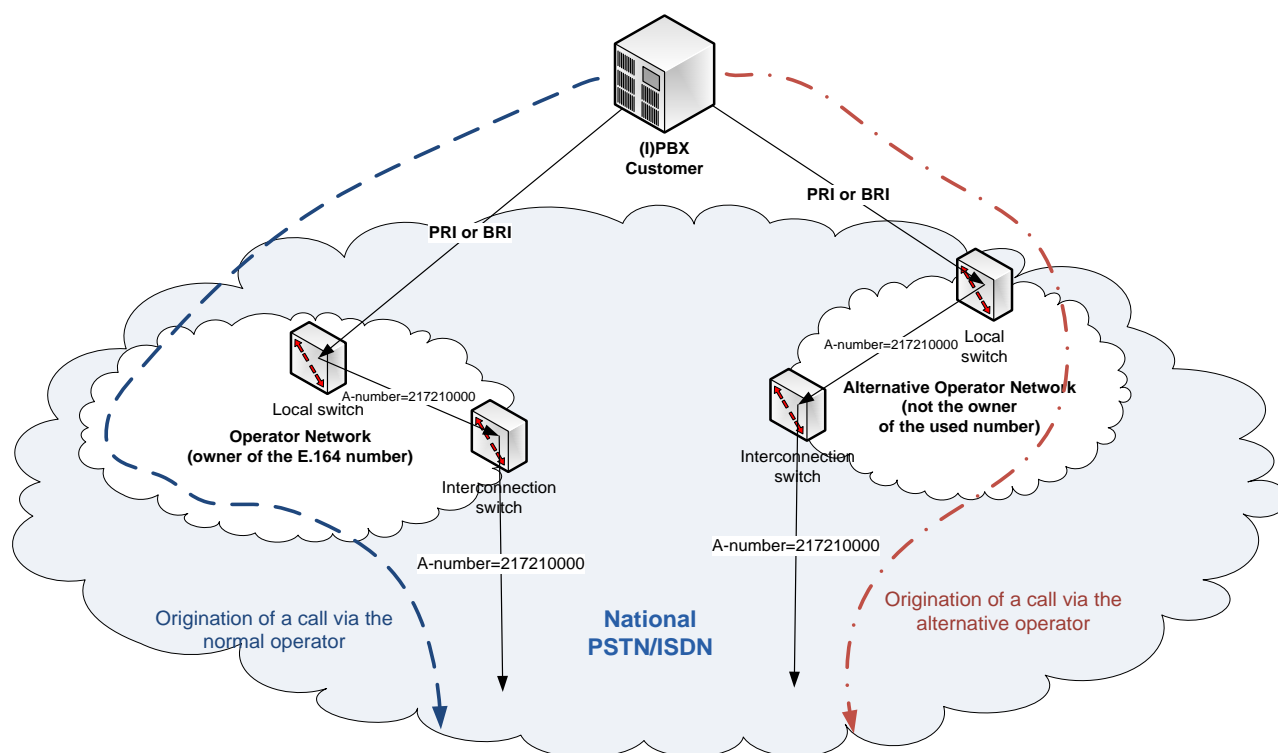 (I)PBX
Customer
PRI or BRI
PRI or BRI
Local
switch
A-number=217210000
Alternative Operator Network
(not the owner
of the used number)
Interconnection
switch
A-number=217210000
Local switch
Operator Network
(owner of the E.164 number)
Interconnection
switch
A-number=217210000
A-number=217210000
Origination of a call via the
normal operator
National
PSTN/ISDN
Origination of a call via the
alternative operator